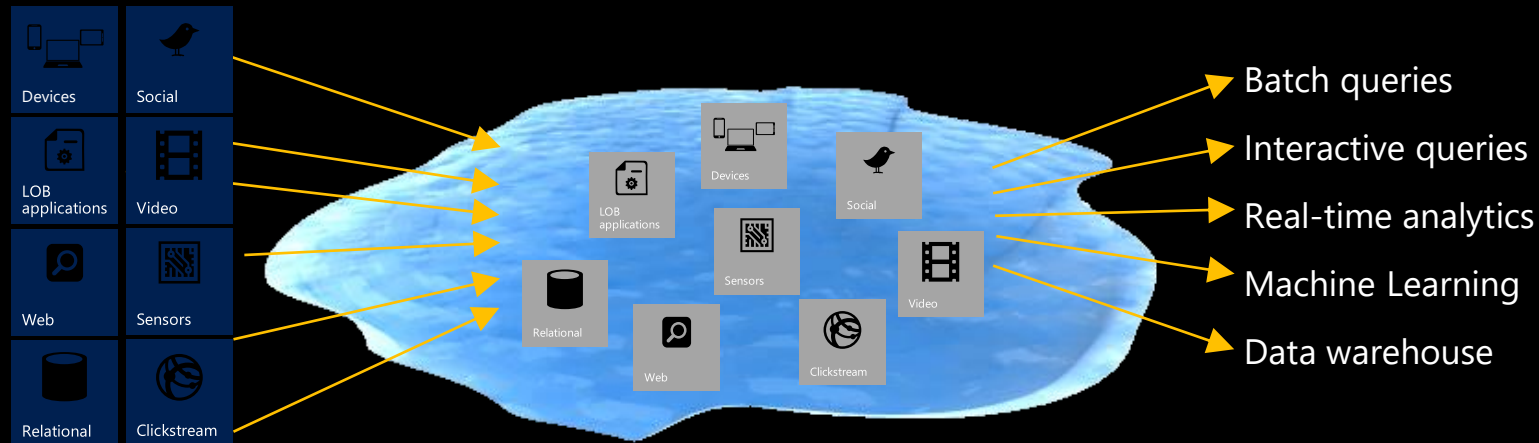 Devices
Social
LOB
applications
Video
Web
Sensors
Relational
Clickstream
Devices
LOB
applications
Social
Sensors
Relational
Video
Web
Clickstream
Batch queries
Interactive queries
Real-time analytics
Machine Learning
Data warehouse